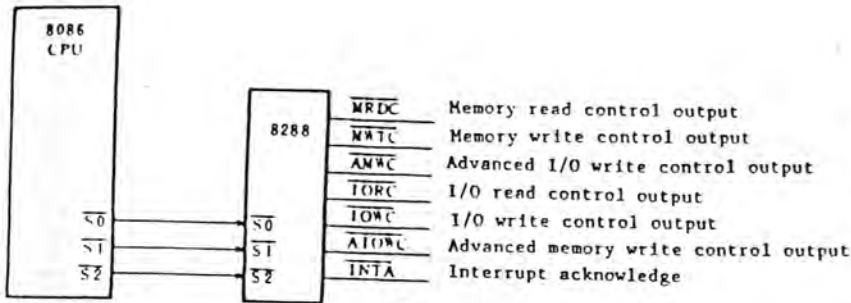 8086
CPU
8288
MRDC Memory read control output
MWTC Memory write control output
AMWC Advanced I/O write control output
IORC I/O read control output
IOWC I/O write control output
AIOWC Advanced memory write control output
INTA Interrupt acknowledge
S0 S0
S1 S1
S2 S2